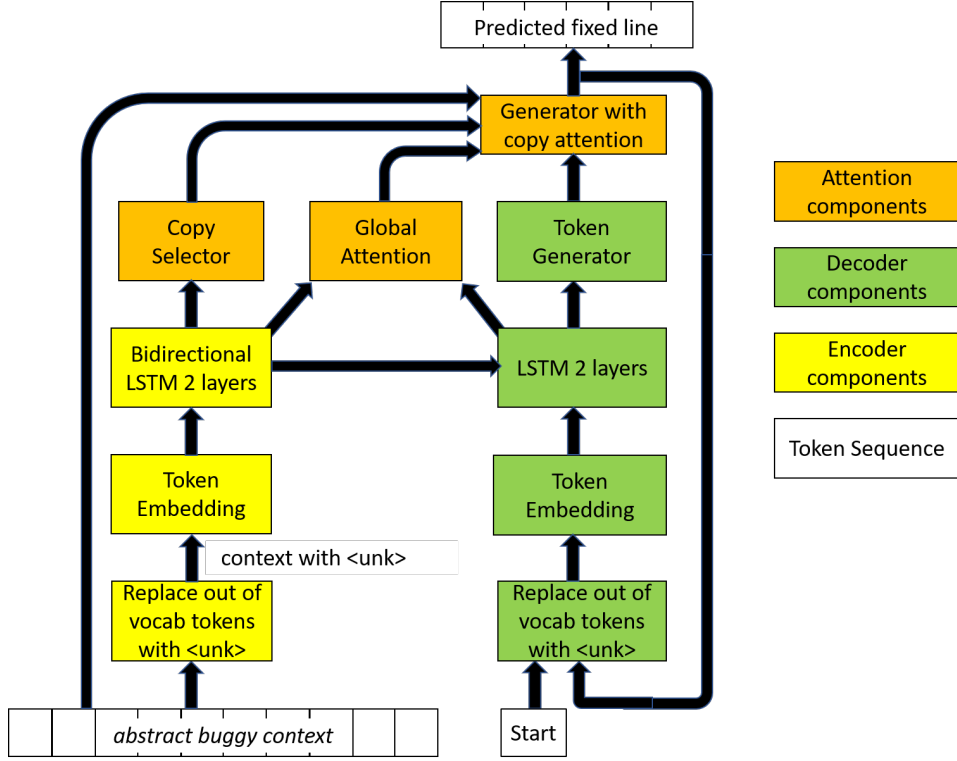 Predicted fixed line
Generator with
copy attention
Attention
components
Copy
Selector
Global
Attention
Token
Generator
Decoder
components
Bidirectional
LSTM 2 layers
LSTM 2 layers
Encoder
components
Token Sequence
Token
Embedding
Token
Embedding
context with <unk>
Replace out of
vocab tokens
with <unk>
Replace out of
vocab tokens
with <unk>
abstract buggy context
Start